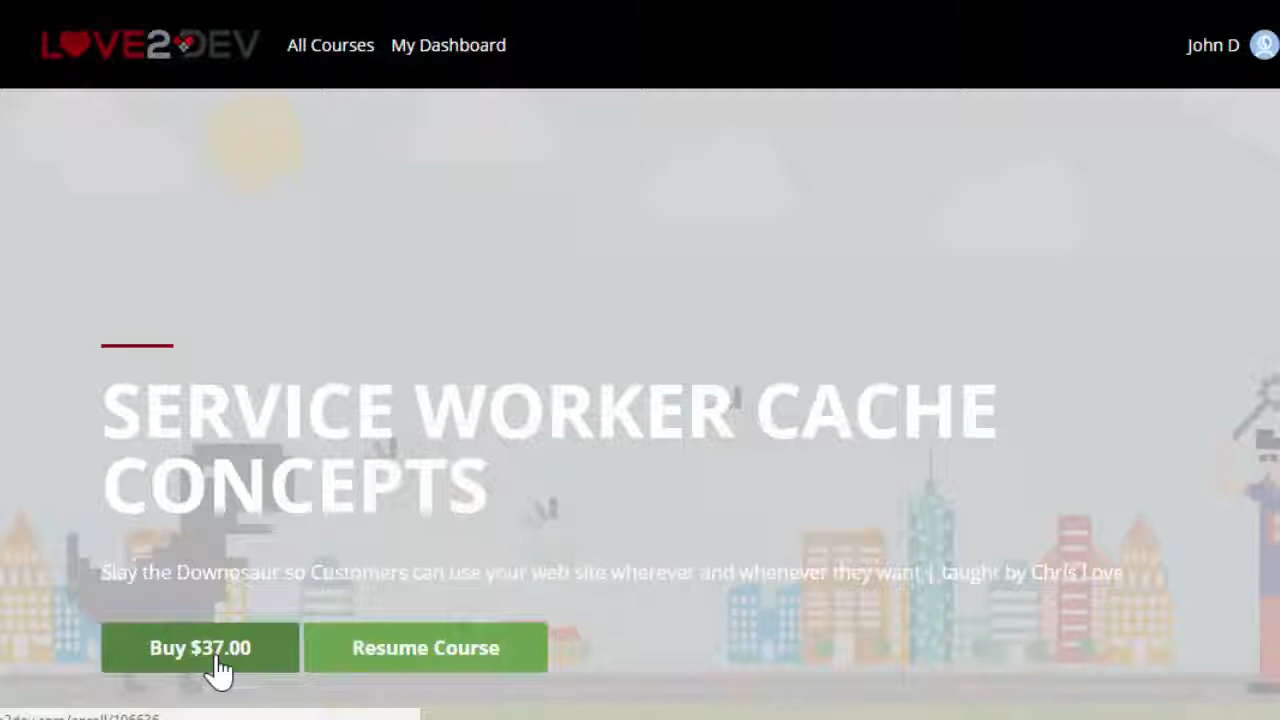 LOVE2DEV All Courses My Dashboard John D
SERVICE WORKER CACHE
CONCEPTS
Slay the Downosaur so Customers can use your web site wherever and whenever they want | taught by Chris Love
Buy $37.00 Resume Course